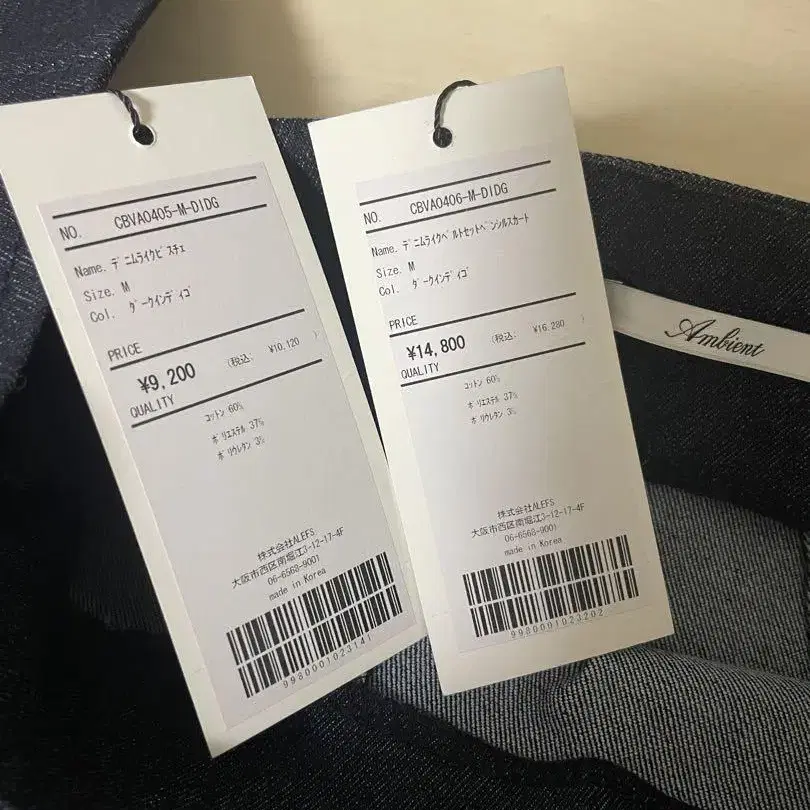 NO. CBVA0405-M-DIDG
Name. ﾃﾞﾆﾑﾗｲｸﾋﾞｽﾁｪ
Size. M
Col. ﾀﾞｰｸｲﾝﾃﾞｨｺﾞ
PRICE
¥9,200 (税込: ¥10,120 )
QUALITY
ｺｯﾄﾝ 60%
ﾎﾟﾘｴｽﾃﾙ 37%
ﾎﾟﾘｳﾚﾀﾝ 3%
株式会社ALEFS
大阪市西区南堀江3-12-17-4F
06-6568-9001
made in Korea
9980001023141
NO. CBVA0406-M-DIDG
Name. ﾃﾞﾆﾑﾗｲｸﾍﾞﾙﾄｾｯﾄﾍﾟﾝｼﾙｽｶｰﾄ
Size. M
Col. ﾀﾞｰｸｲﾝﾃﾞｨｺﾞ
PRICE
¥14,800 (税込: ¥16,280 )
QUALITY
ｺｯﾄﾝ 60%
ﾎﾟﾘｴｽﾃﾙ 37%
ﾎﾟﾘｳﾚﾀﾝ 3%
株式会社ALEFS
大阪市西区南堀江3-12-17-4F
06-6568-9001
made in Korea
9980001023202
Ambient